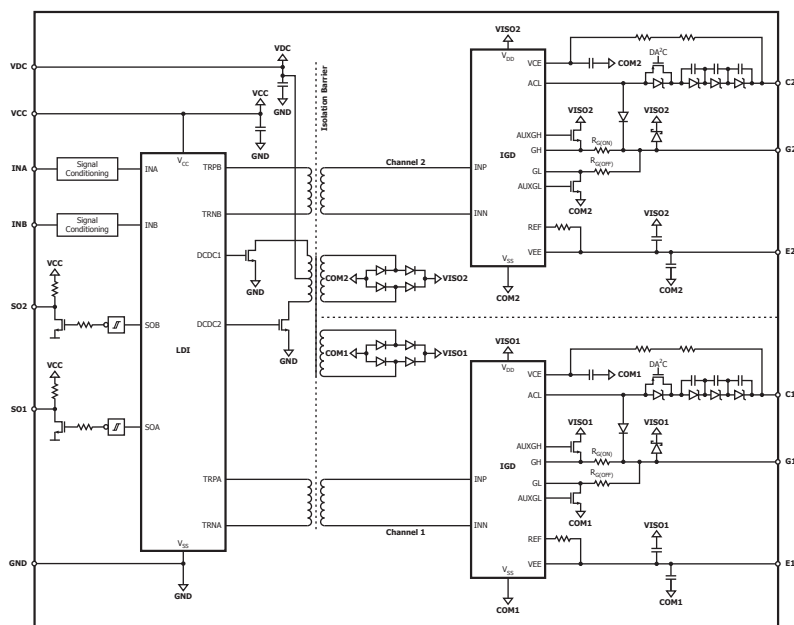 VDC
VCC
INA
INB
SO2
SO1
GND
VDC
GND
VCC
GND
Isolation Barrier
Signal
Conditioning
Signal
Conditioning
VCC
VCC
VCC
INA
INB
SOB
SOA
LDI
VSS
GND
TRPB
TRNB
DCDC1
DCDC2
TRPA
TRNA
GND
GND
Channel 2
COM2
VISO2
COM1
VISO1
Channel 1
VISO2
VDD
VCE
ACL
AUXGH
GH
GL
AUXGL
REF
VEE
INP
INN
IGD
VSS
COM2
COM2
DA²C
VISO2
VISO2
RG(ON)
RG(OFF)
COM2
VISO2
COM2
C2
G2
E2
VISO1
VDD
VCE
ACL
AUXGH
GH
GL
AUXGL
REF
VEE
INP
INN
IGD
VSS
COM1
COM1
DA²C
VISO1
VISO1
RG(ON)
RG(OFF)
COM1
VISO1
COM1
C1
G1
E1